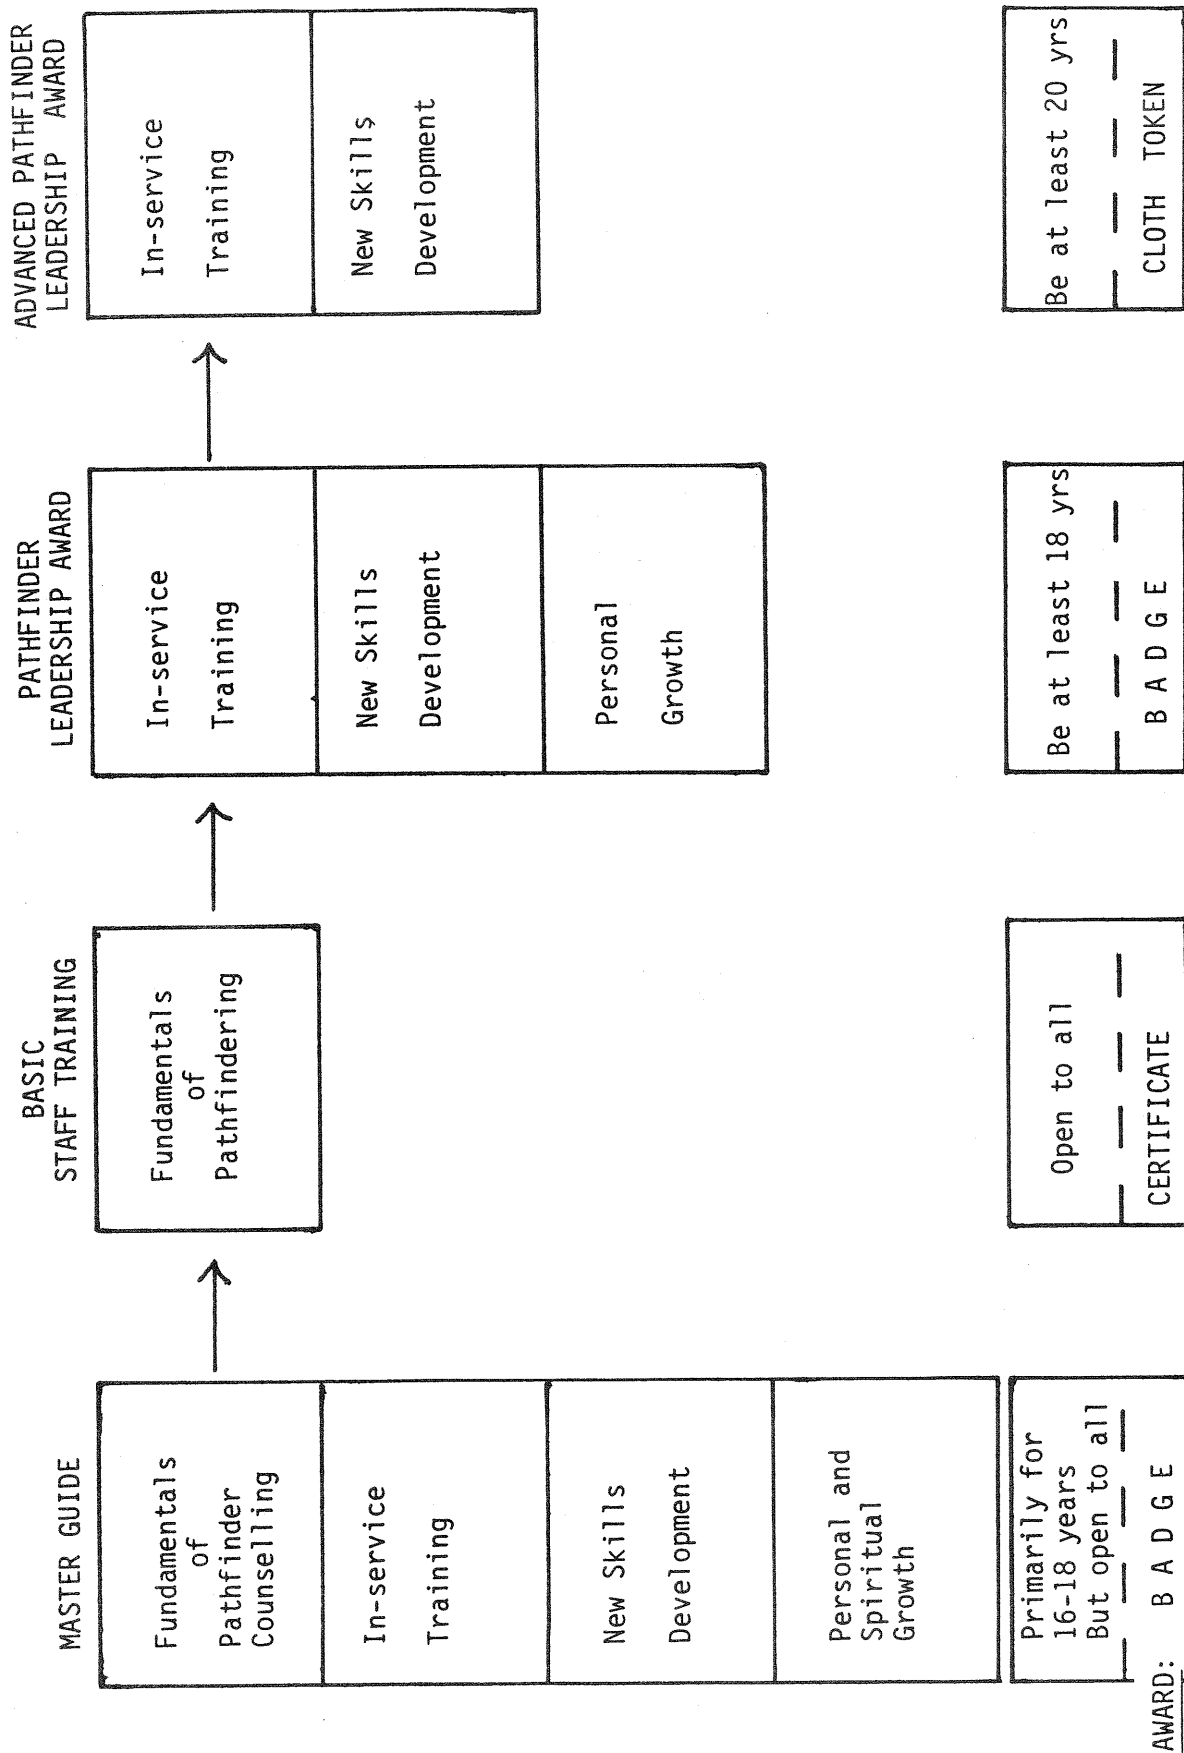 MASTER GUIDE
Fundamentals
of
Pathfinder
Counselling
In-service
Training
New Skills
Development
Personal and
Spiritual
Growth
Primarily for
16-18 years
But open to all
AWARD: B A D G E
BASIC
STAFF TRAINING
Fundamentals
of
Pathfindering
Open to all
CERTIFICATE
PATHFINDER
LEADERSHIP AWARD
In-service
Training
New Skills
Development
Personal
Growth
Be at least 18 yrs
B A D G E
ADVANCED PATHFINDER
LEADERSHIP AWARD
In-service
Training
New Skills
Development
Be at least 20 yrs
CLOTH TOKEN